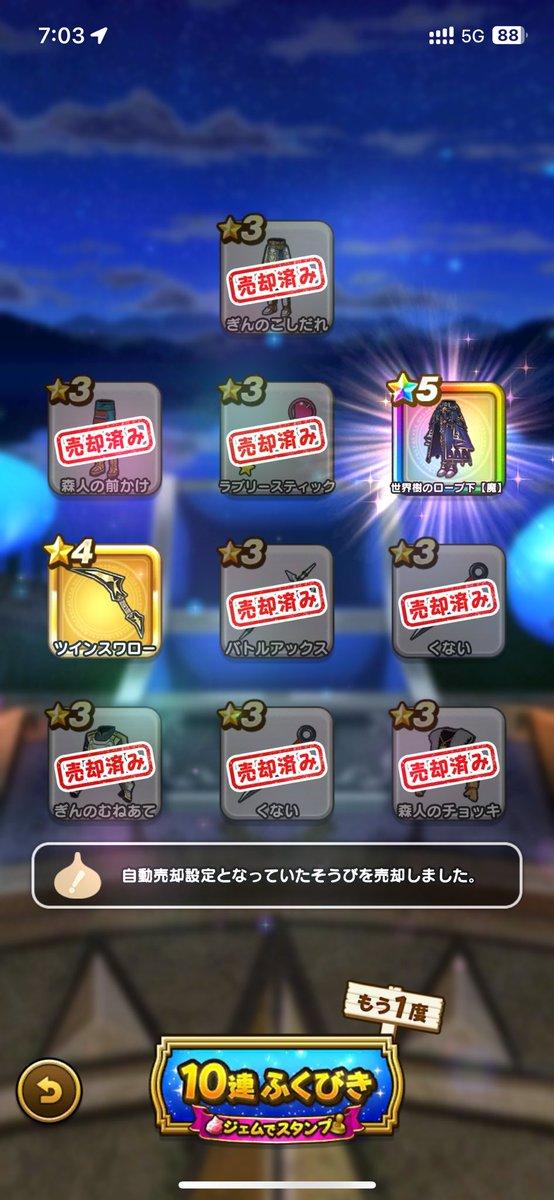 7:03
5G
88
3
売却済み
ぎんのこしだれ
3
売却済み
森人の前かけ
3
売却済み
ラブリースティック
5
世界樹のローブ下【魔】
4
ツインスワロー
3
売却済み
バトルアックス
3
売却済み
くない
3
売却済み
ぎんのむねあて
3
売却済み
くない
3
売却済み
森人のチョッキ
自動売却設定となっていたそうびを売却しました。
もう1度
10連 ふくびき
ジェムでスタンプ